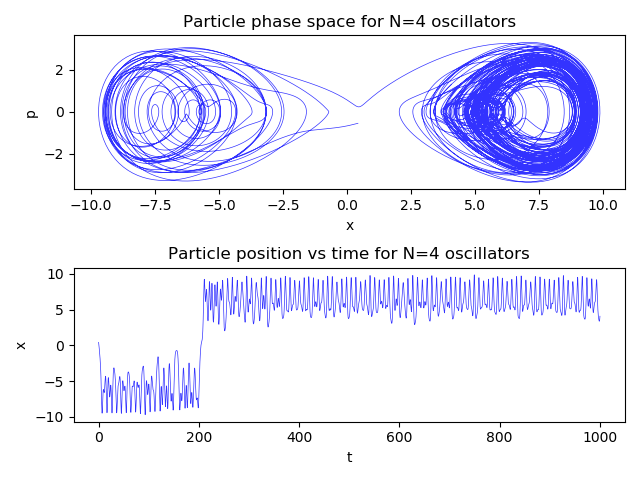 Particle phase space for N=4 oscillators
2
0
−2
p
−10.0 −7.5 −5.0 −2.5 0.0 2.5 5.0 7.5 10.0
x
Particle position vs time for N=4 oscillators
10
5
0
−5
−10
x
0 200 400 600 800 1000
t